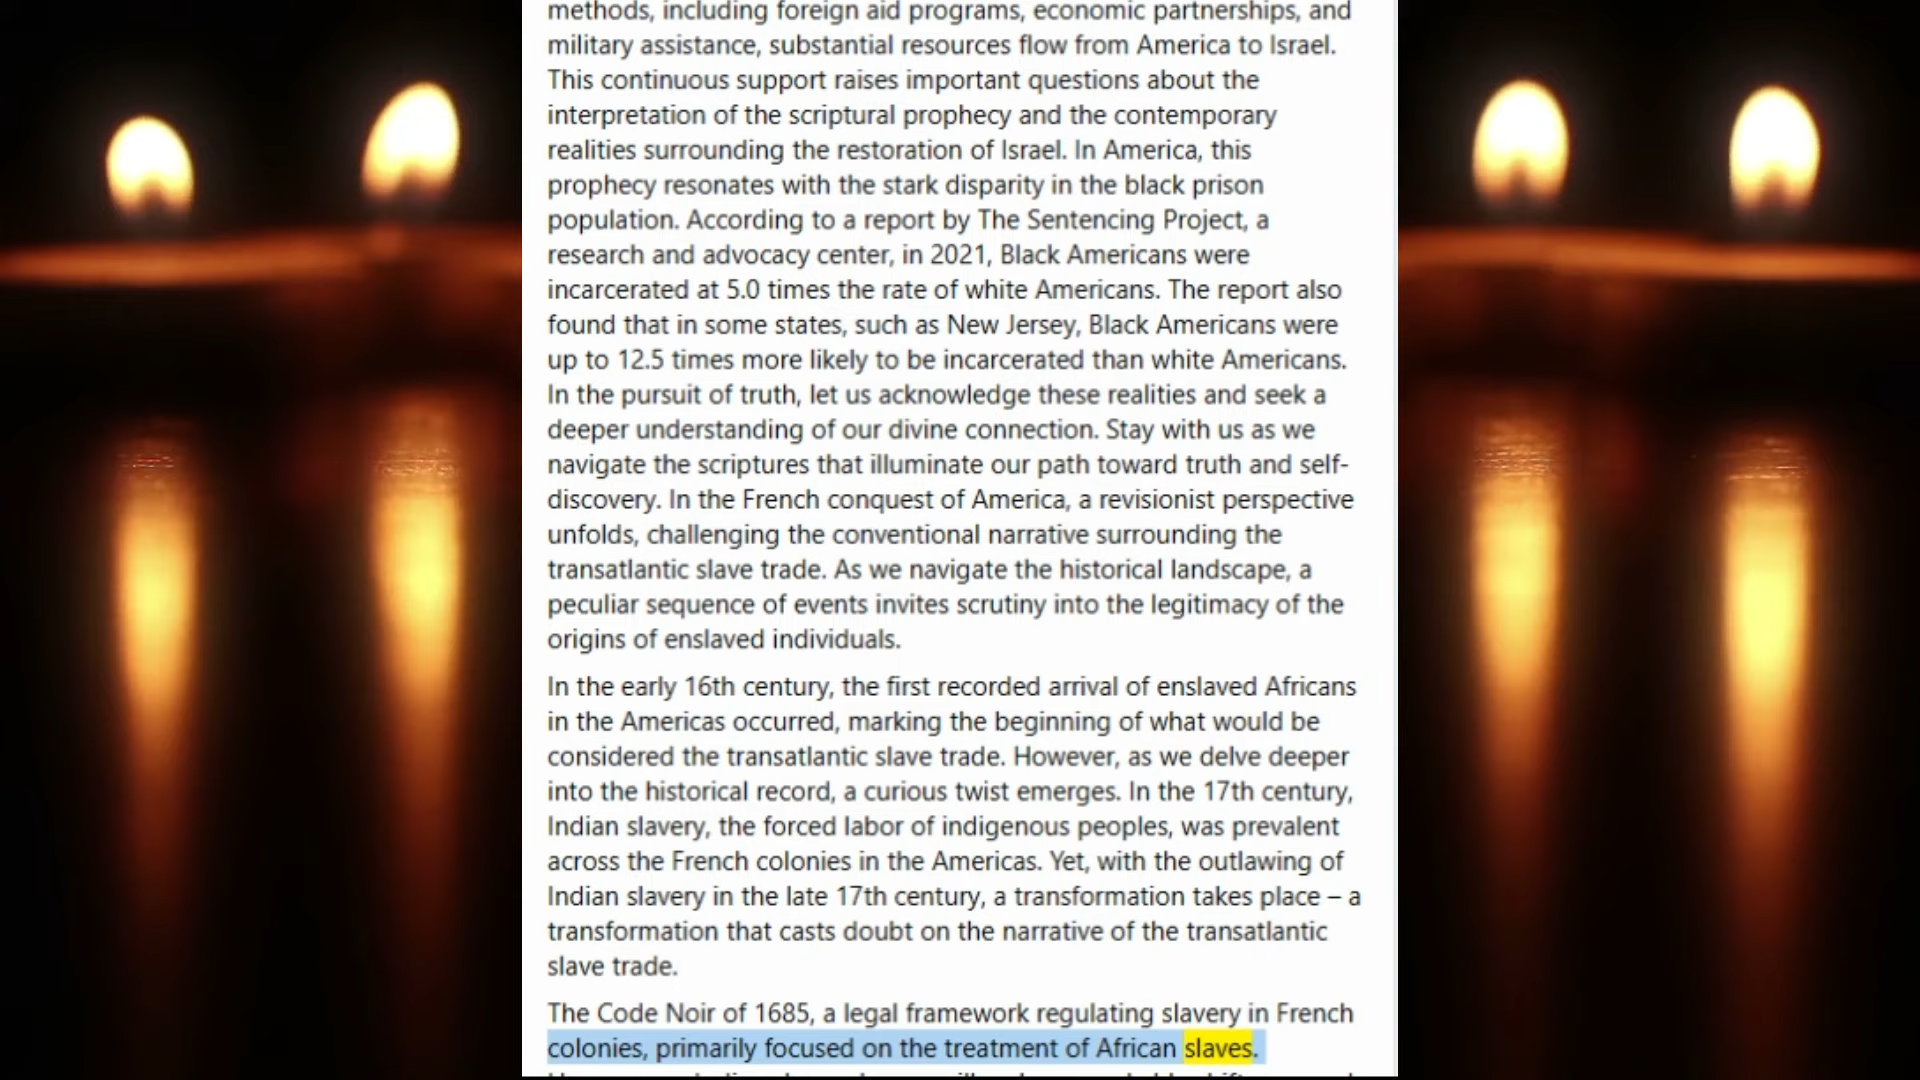 methods, including foreign aid programs, economic partnerships, and
military assistance, substantial resources flow from America to Israel.
This continuous support raises important questions about the
interpretation of the scriptural prophecy and the contemporary
realities surrounding the restoration of Israel. In America, this
prophecy resonates with the stark disparity in the black prison
population. According to a report by The Sentencing Project, a
research and advocacy center, in 2021, Black Americans were
incarcerated at 5.0 times the rate of white Americans. The report also
found that in some states, such as New Jersey, Black Americans were
up to 12.5 times more likely to be incarcerated than white Americans.
In the pursuit of truth, let us acknowledge these realities and seek a
deeper understanding of our divine connection. Stay with us as we
navigate the scriptures that illuminate our path toward truth and self-
discovery. In the French conquest of America, a revisionist perspective
unfolds, challenging the conventional narrative surrounding the
transatlantic slave trade. As we navigate the historical landscape, a
peculiar sequence of events invites scrutiny into the legitimacy of the
origins of enslaved individuals.
In the early 16th century, the first recorded arrival of enslaved Africans
in the Americas occurred, marking the beginning of what would be
considered the transatlantic slave trade. However, as we delve deeper
into the historical record, a curious twist emerges. In the 17th century,
Indian slavery, the forced labor of indigenous peoples, was prevalent
across the French colonies in the Americas. Yet, with the outlawing of
Indian slavery in the late 17th century, a transformation takes place – a
transformation that casts doubt on the narrative of the transatlantic
slave trade.
The Code Noir of 1685, a legal framework regulating slavery in French
colonies, primarily focused on the treatment of African slaves.